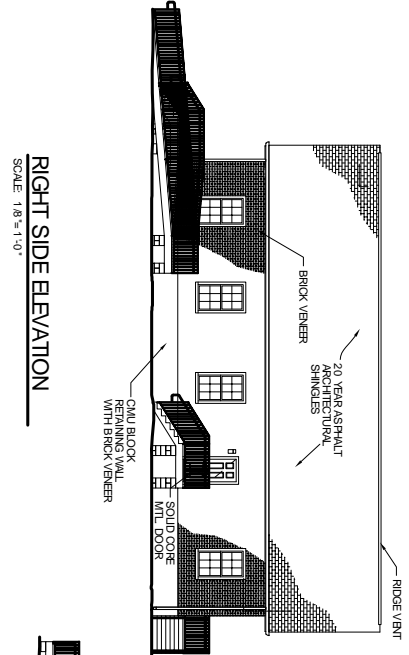 RIDGE VENT
20 YEAR ASPHALT
ARCHITECTURAL
SHINGLES
BRICK VENEER
SOLID CORE
MTL DOOR
CMU BLOCK
RETAINING WALL
WITH BRICK VENEER
RIGHT SIDE ELEVATION
SCALE: 1/8"= 1'-0"